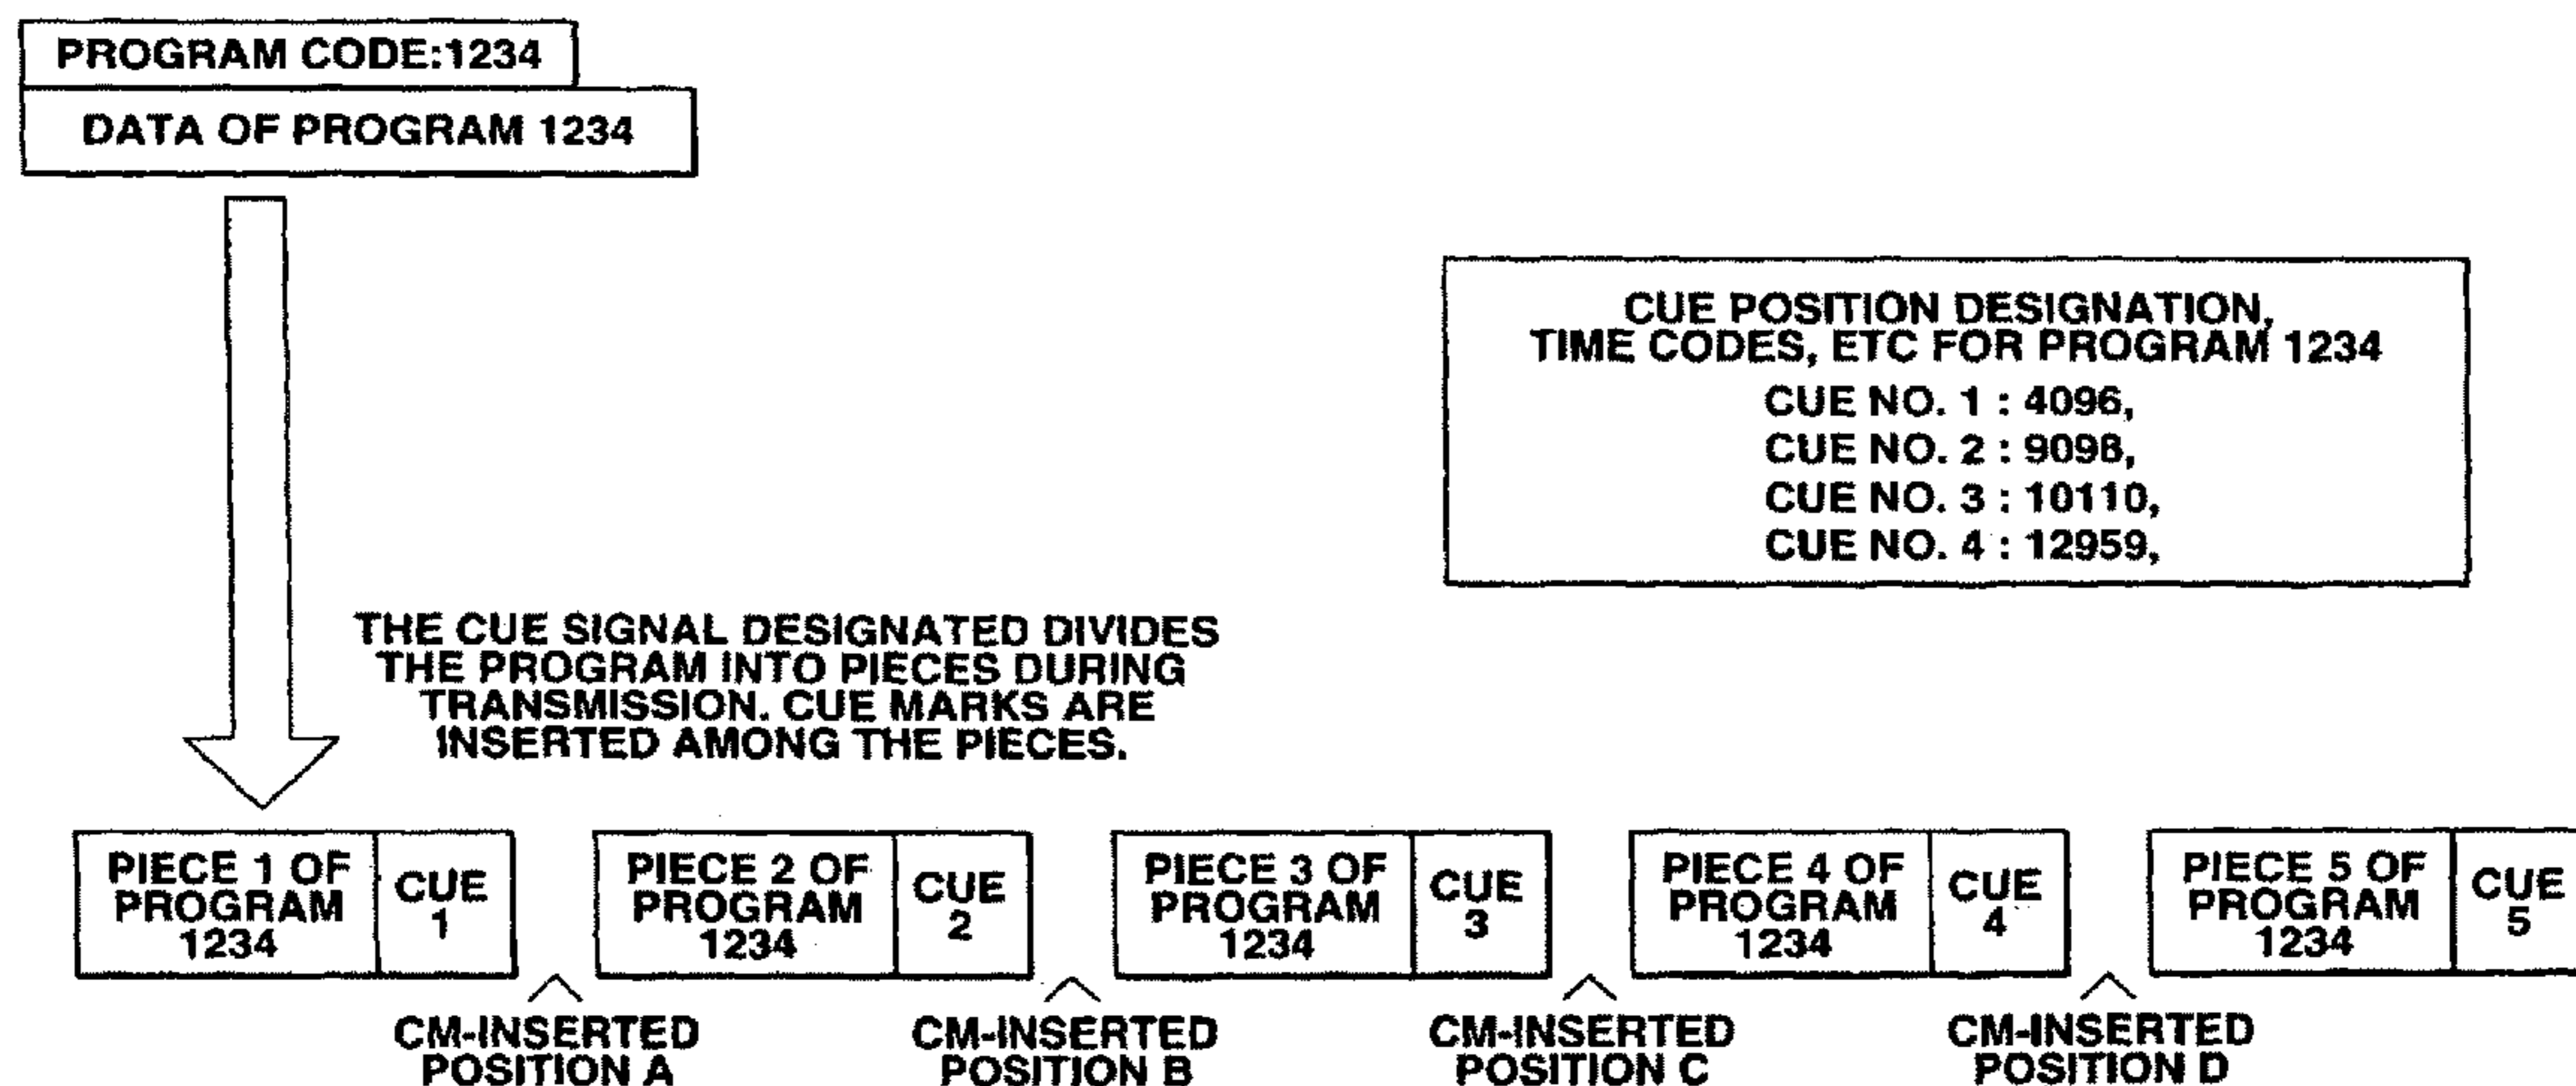 PROGRAM CODE:1234
DATA OF PROGRAM 1234
CUE POSITION DESIGNATION,
TIME CODES, ETC FOR PROGRAM 1234
CUE NO. 1 : 4096,
CUE NO. 2 : 9098,
CUE NO. 3 : 10110,
CUE NO. 4 : 12959,
THE CUE SIGNAL DESIGNATED DIVIDES
THE PROGRAM INTO PIECES DURING
TRANSMISSION. CUE MARKS ARE
INSERTED AMONG THE PIECES.
PIECE 1 OF
PROGRAM
1234
CUE
1
PIECE 2 OF
PROGRAM
1234
CUE
2
PIECE 3 OF
PROGRAM
1234
CUE
3
PIECE 4 OF
PROGRAM
1234
CUE
4
PIECE 5 OF
PROGRAM
1234
CUE
5
CM-INSERTED
POSITION A
CM-INSERTED
POSITION B
CM-INSERTED
POSITION C
CM-INSERTED
POSITION D